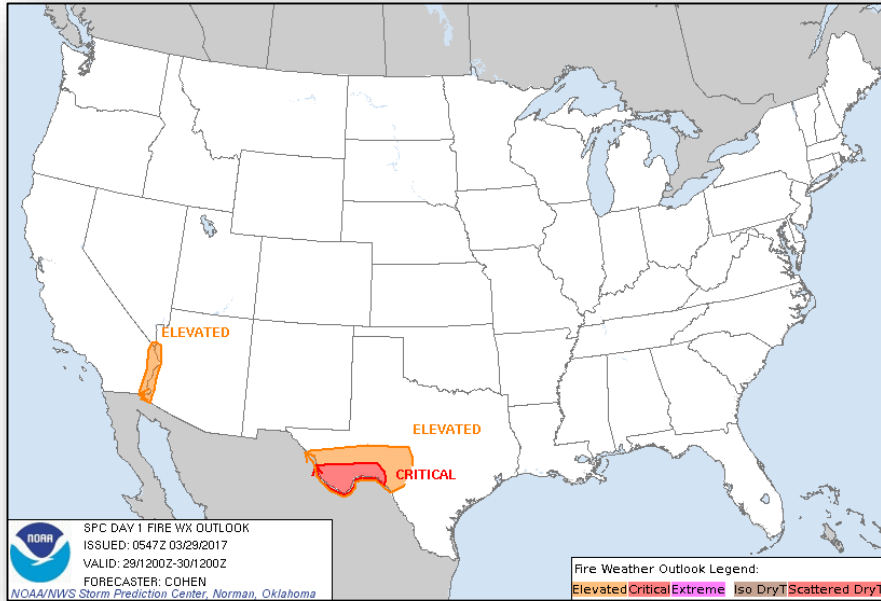 ELEVATED
ELEVATED
CRITICAL
NOAA
SPC DAY 1 FIRE WX OUTLOOK
ISSUED: 0547Z 03/29/2017
VALID: 29/1200Z-30/1200Z
FORECASTER: COHEN
NOAA/NWS Storm Prediction Center, Norman, Oklahoma
Fire Weather Outlook Legend:
Elevated Critical Extreme Iso DryT Scattered DryT